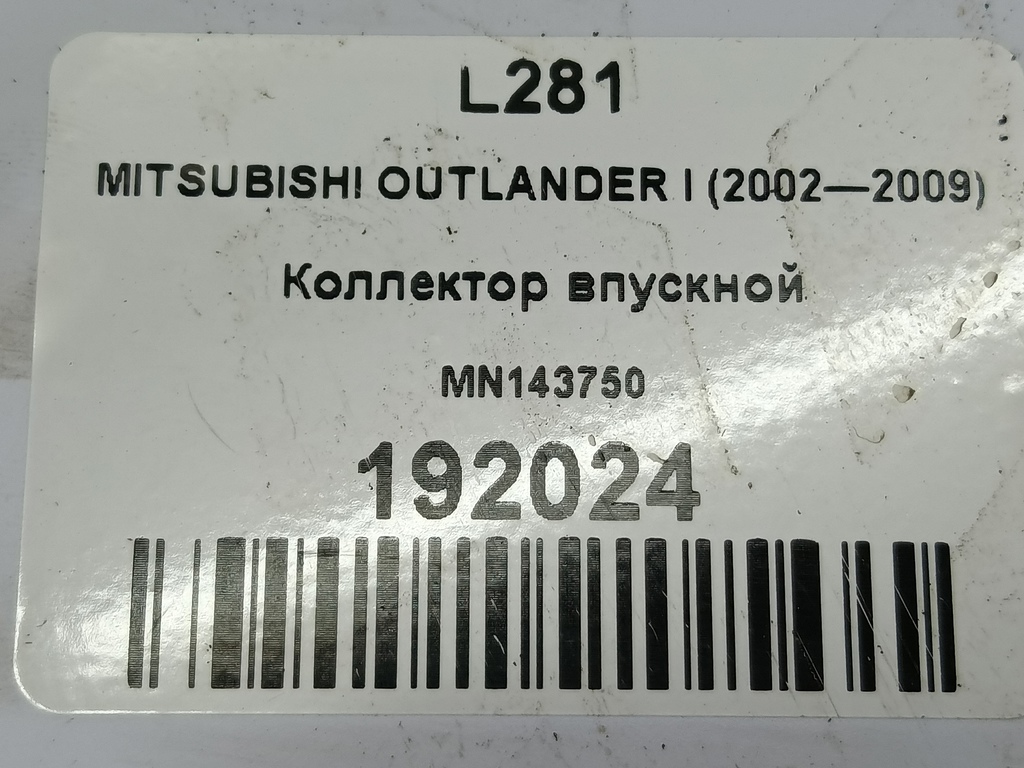 L281
MITSUBISHI OUTLANDER I (2002—2009)
Коллектор впускной
MN143750
192024